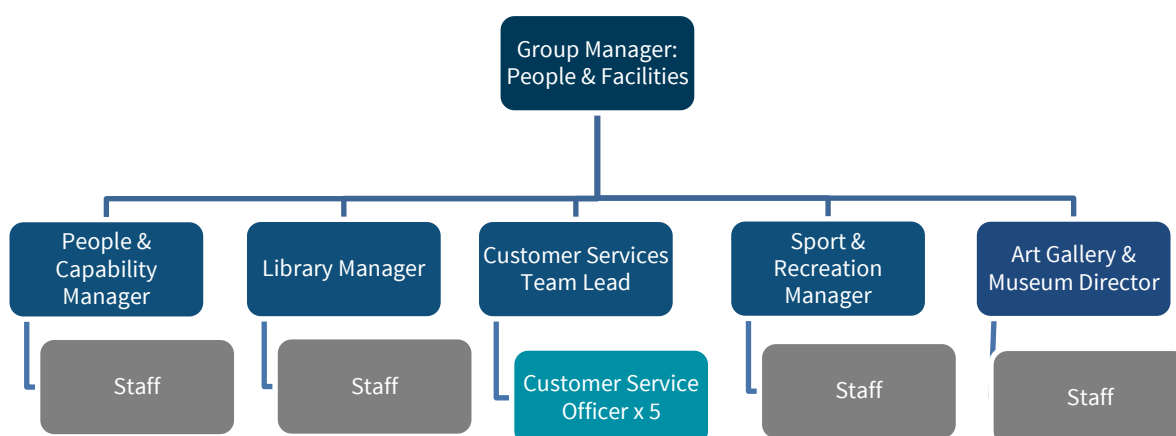 Group Manager:
People & Facilities
People &
Capability
Manager
Library Manager
Customer Services
Team Lead
Sport &
Recreation
Manager
Art Gallery &
Museum Director
Staff
Staff
Customer Service
Officer x 5
Staff
Staff